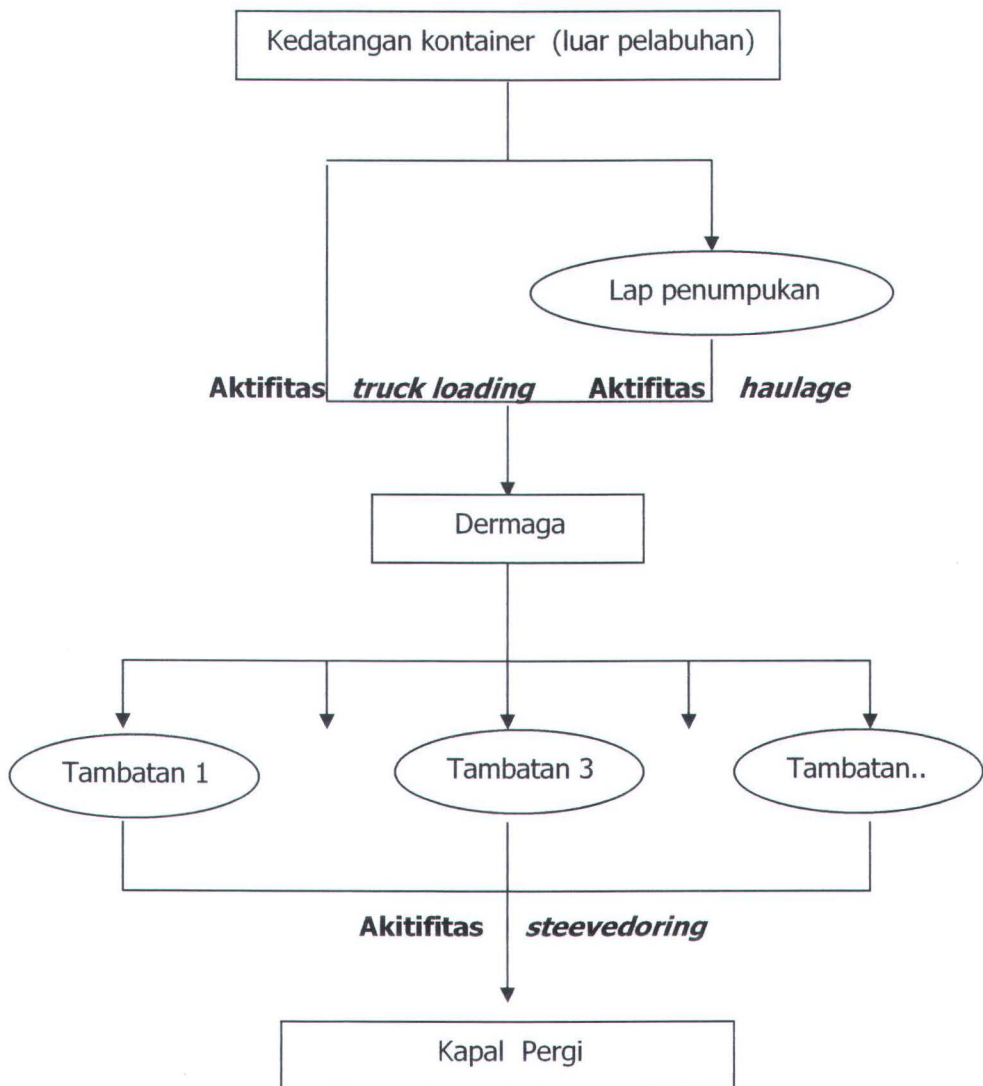 Kedatangan kontainer (luar pelabuhan)
Lap penumpukan
Aktifitas truck loading
Aktifitas haulage
Dermaga
Tambatan 1
Tambatan 3
Tambatan..
Akitifitas steevedoring
Kapal Pergi